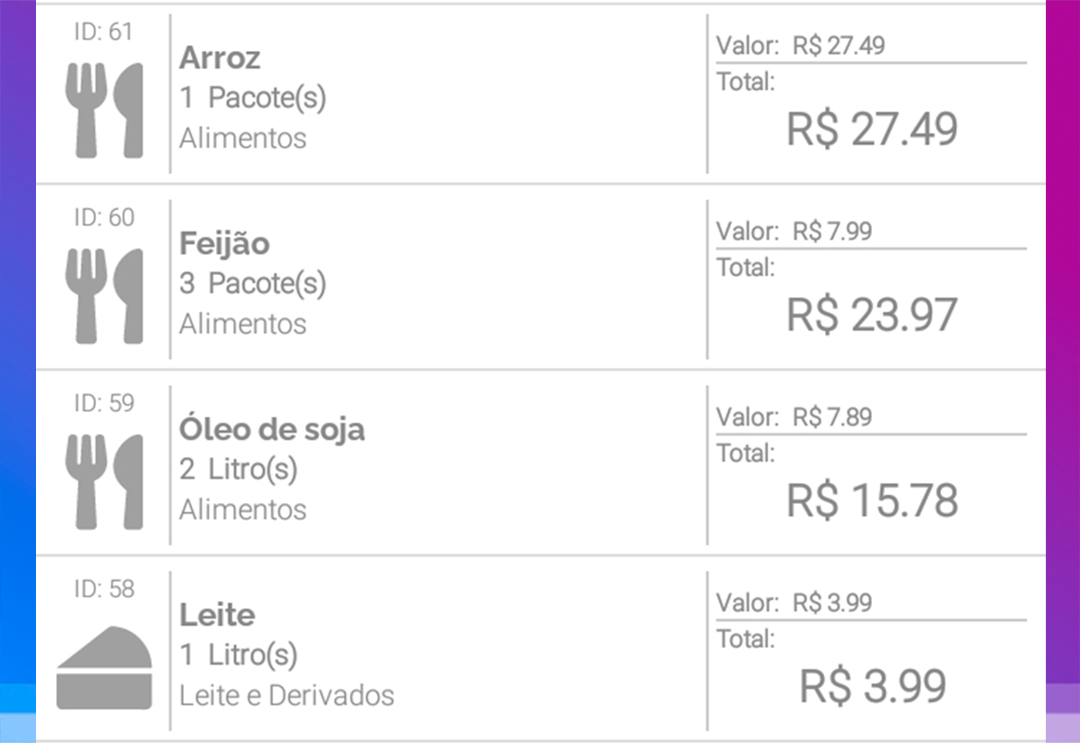 ID: 61
Arroz
1 Pacote(s)
Alimentos
Valor: R$ 27.49
Total:
R$ 27.49
ID: 60
Feijão
3 Pacote(s)
Alimentos
Valor: R$ 7.99
Total:
R$ 23.97
ID: 59
Óleo de soja
2 Litro(s)
Alimentos
Valor: R$ 7.89
Total:
R$ 15.78
ID: 58
Leite
1 Litro(s)
Leite e Derivados
Valor: R$ 3.99
Total:
R$ 3.99